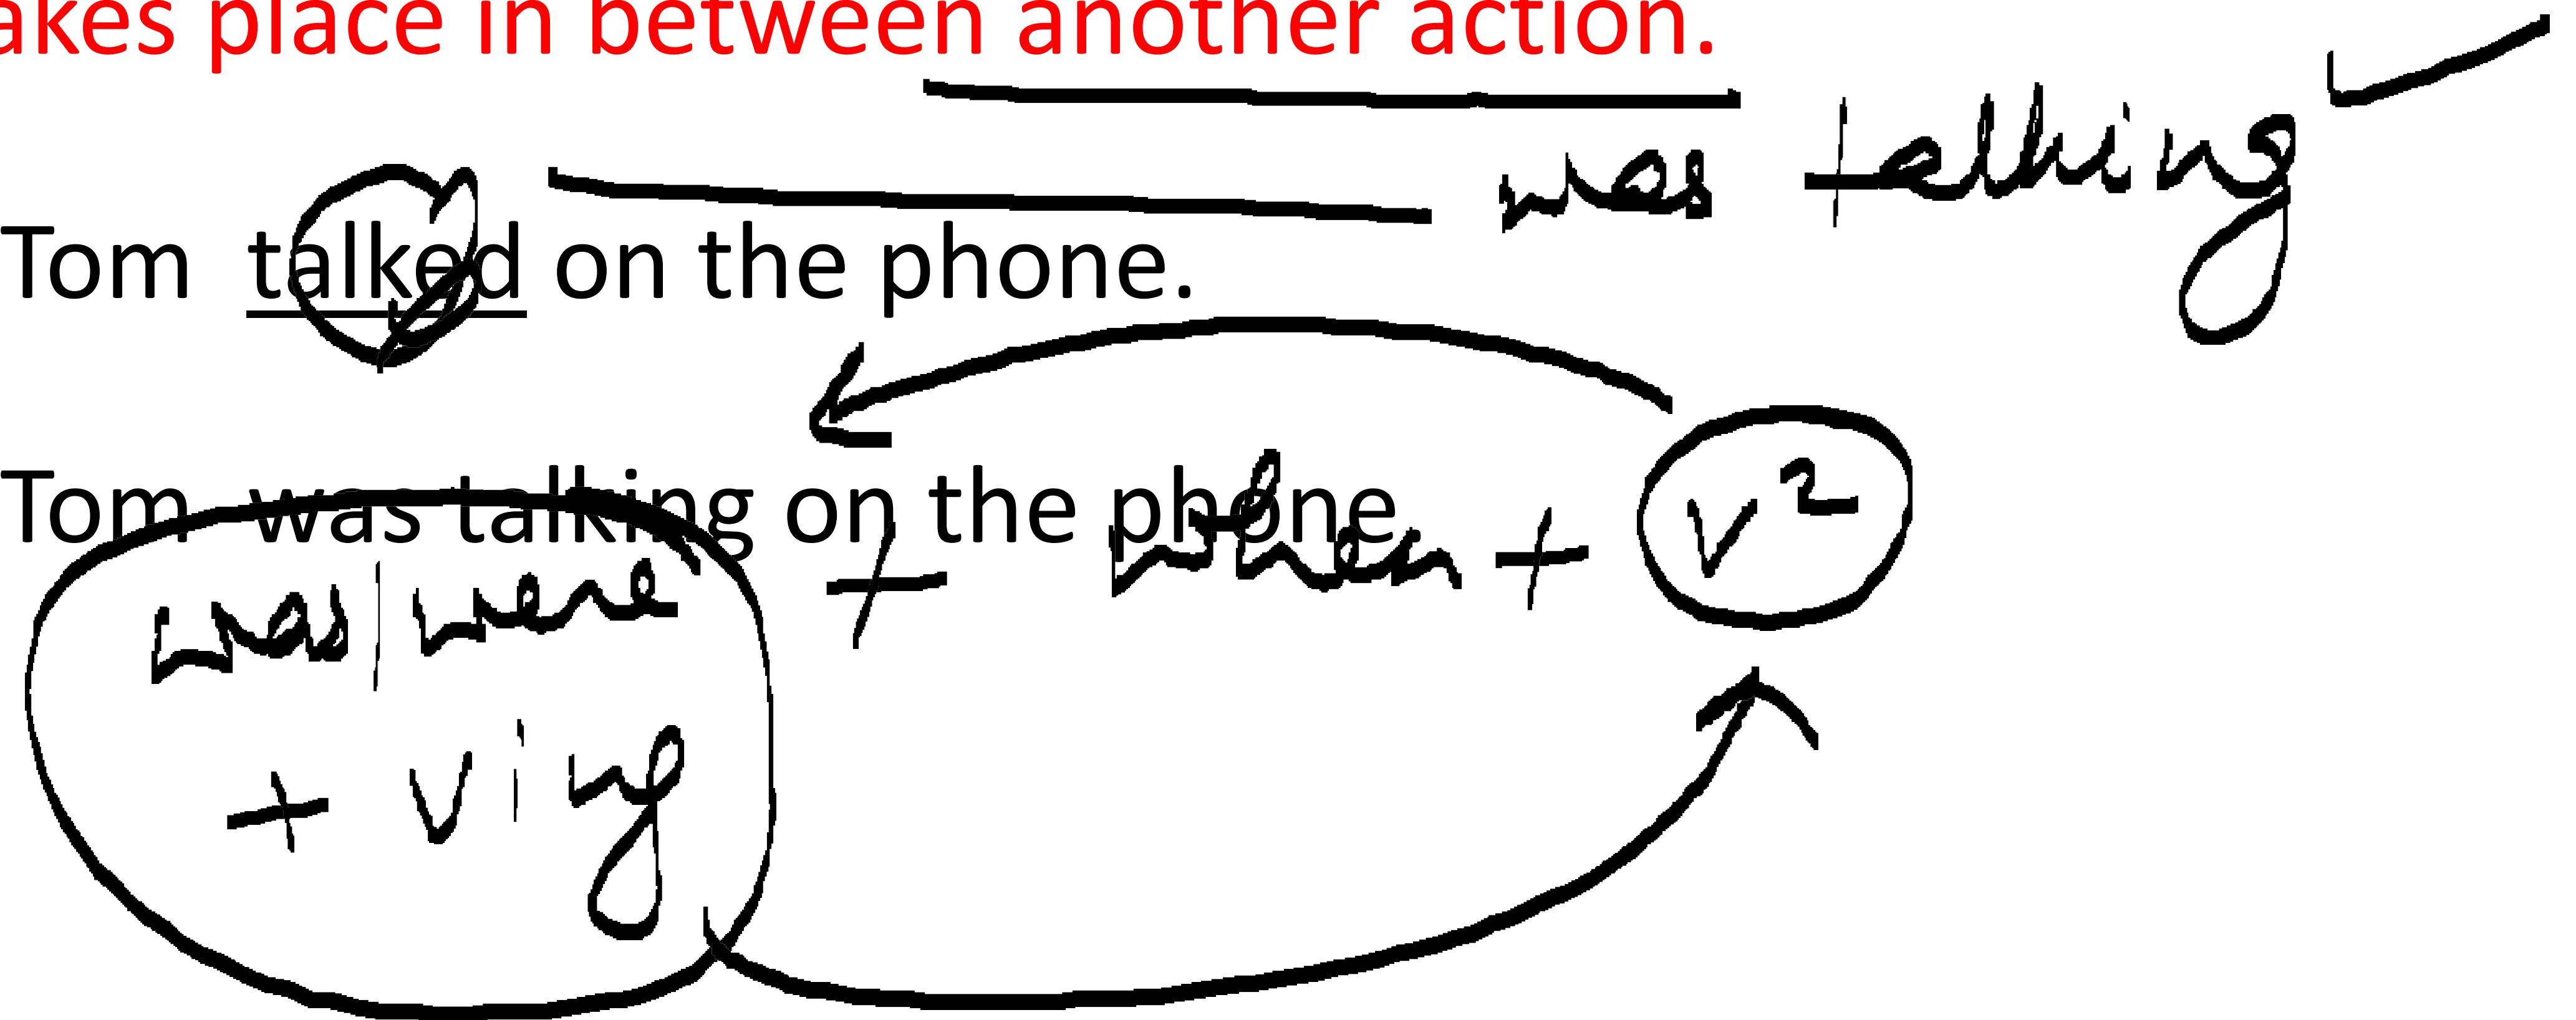 akes place in between another action.
was talking
Tom talked on the phone.
Tom was talking on the phone
was/were + when + v²
+ ving